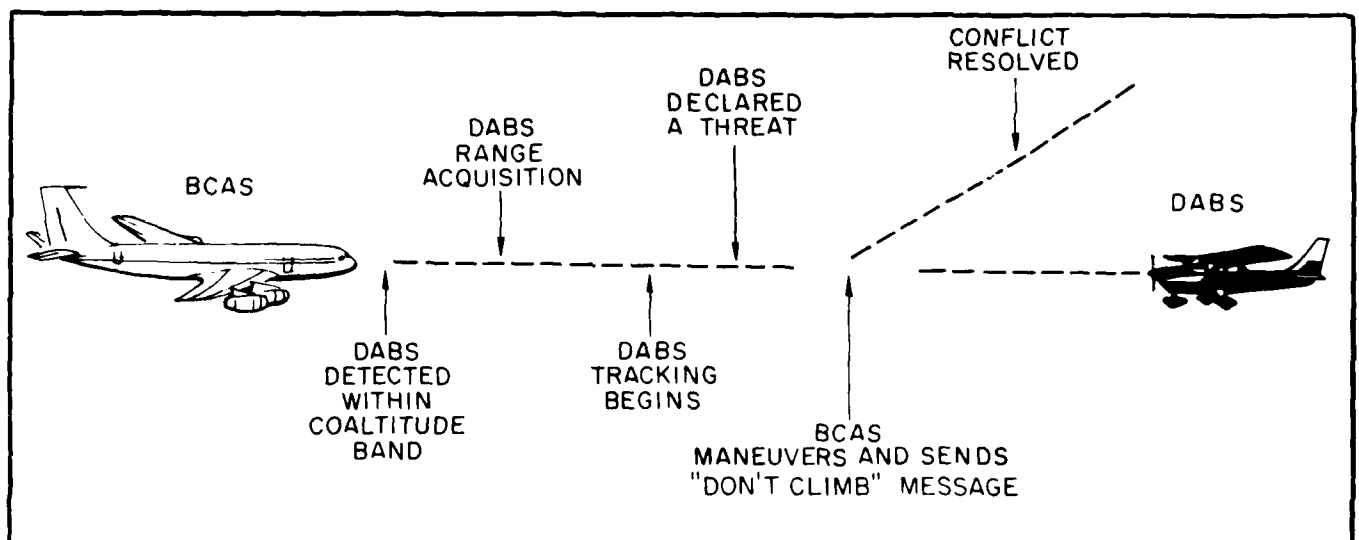 CONFLICT
RESOLVED
DABS
DECLARED
A THREAT
DABS
RANGE
ACQUISITION
BCAS
DABS
DABS
DETECTED
WITHIN
COALTITUDE
BAND
DABS
TRACKING
BEGINS
BCAS
MANEUVERS AND SENDS
"DON'T CLIMB" MESSAGE